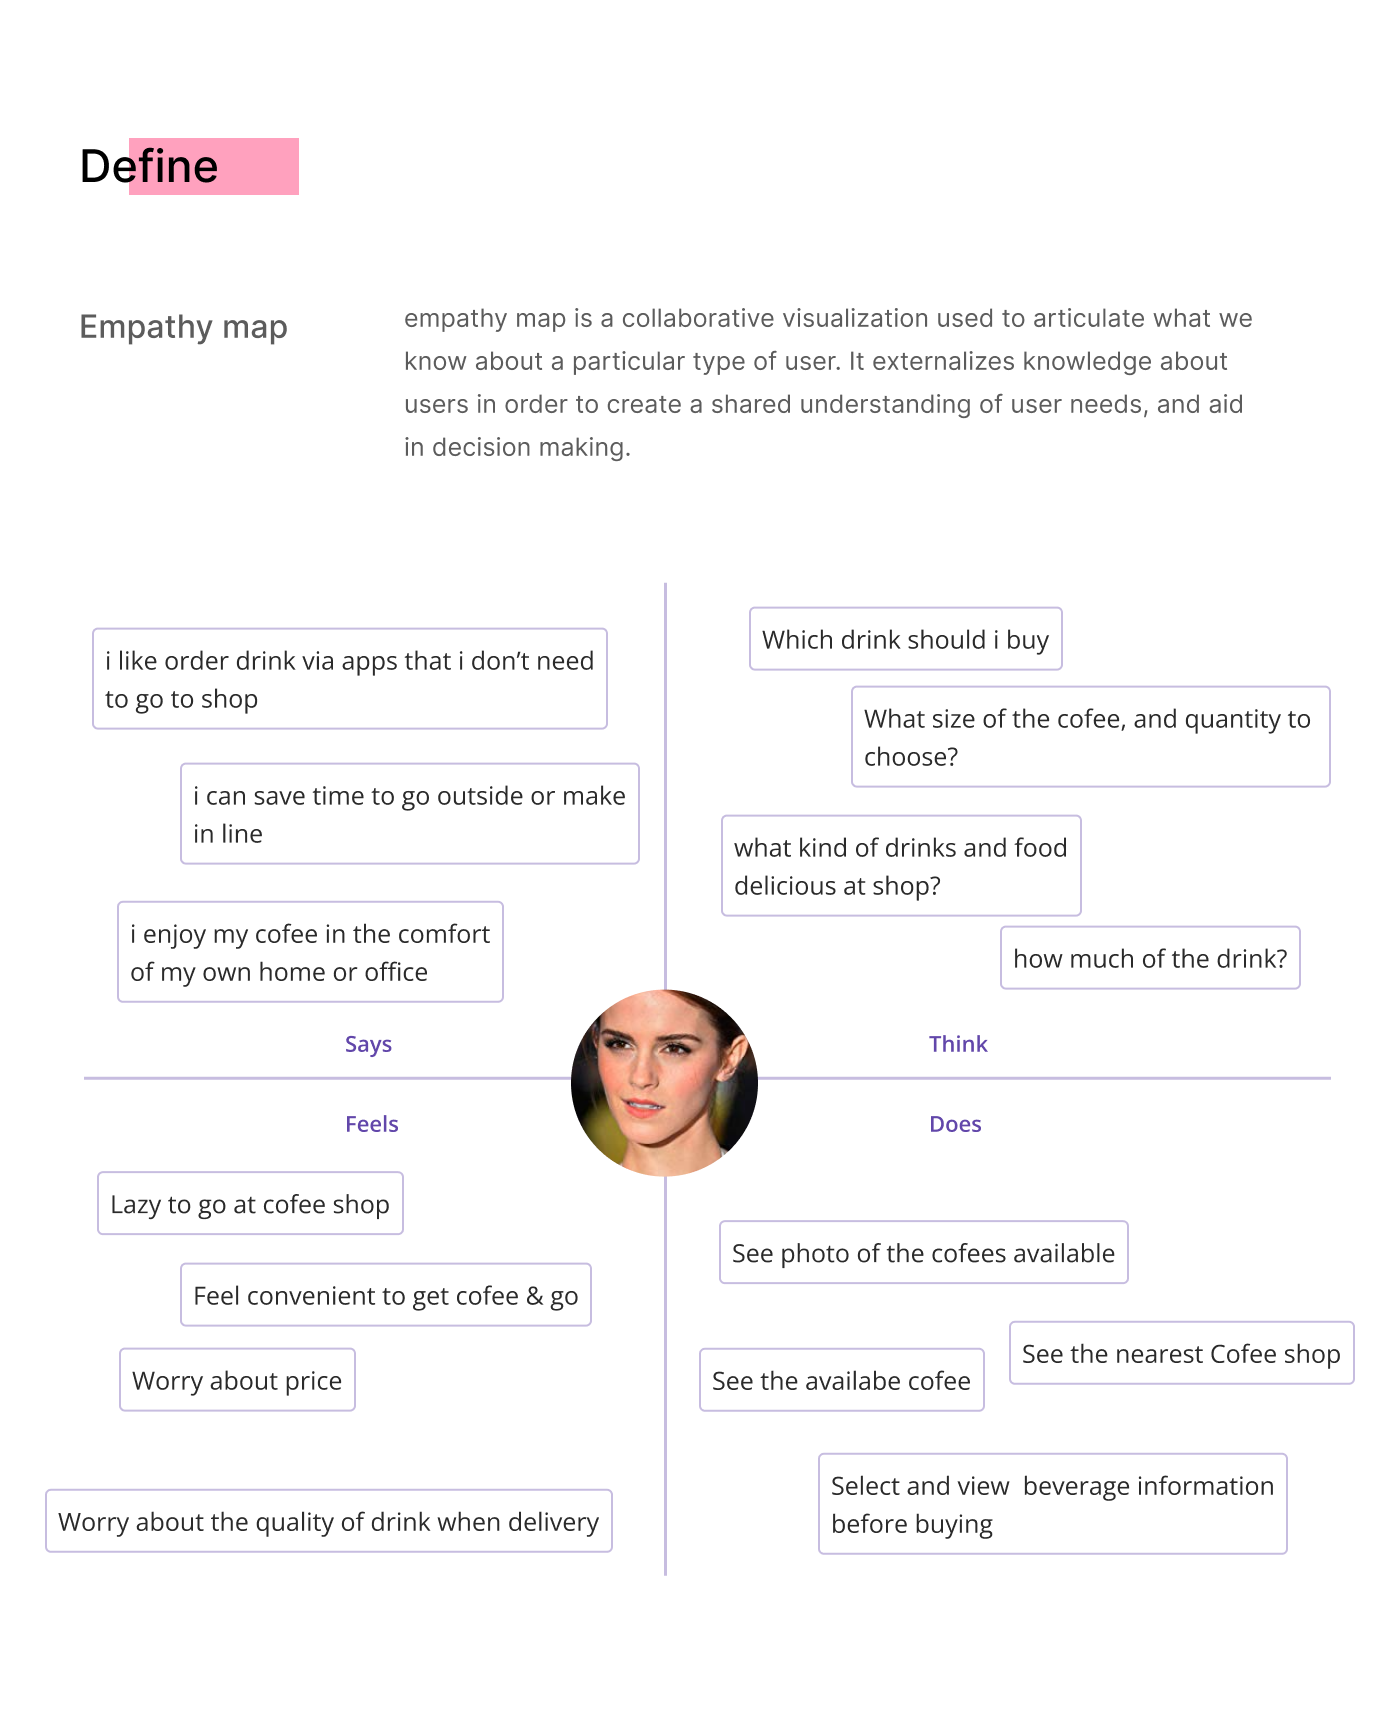 Define
Empathy map
empathy map is a collaborative visualization used to articulate what we
know about a particular type of user. It externalizes knowledge about
users in order to create a shared understanding of user needs, and aid
in decision making.
i like order drink via apps that i don’t need
to go to shop
i can save time to go outside or make
in line
i enjoy my cofee in the comfort
of my own home or office
Says
Which drink should i buy
What size of the cofee, and quantity to
choose?
what kind of drinks and food
delicious at shop?
how much of the drink?
Think
Feels
Lazy to go at cofee shop
Feel convenient to get cofee & go
Worry about price
Worry about the quality of drink when delivery
Does
See photo of the cofees available
See the nearest Cofee shop
See the availabe cofee
Select and view  beverage information
before buying